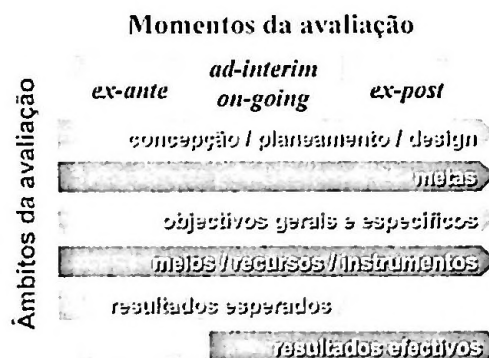 Momentos da avaliação
ex-ante
ad-interim
on-going
ex-post
Âmbitos da avaliação
concepção / planeamento / design
metas
objectivos gerais e específicos
meios / recursos / instrumentos
resultados esperados
resultados efectivos